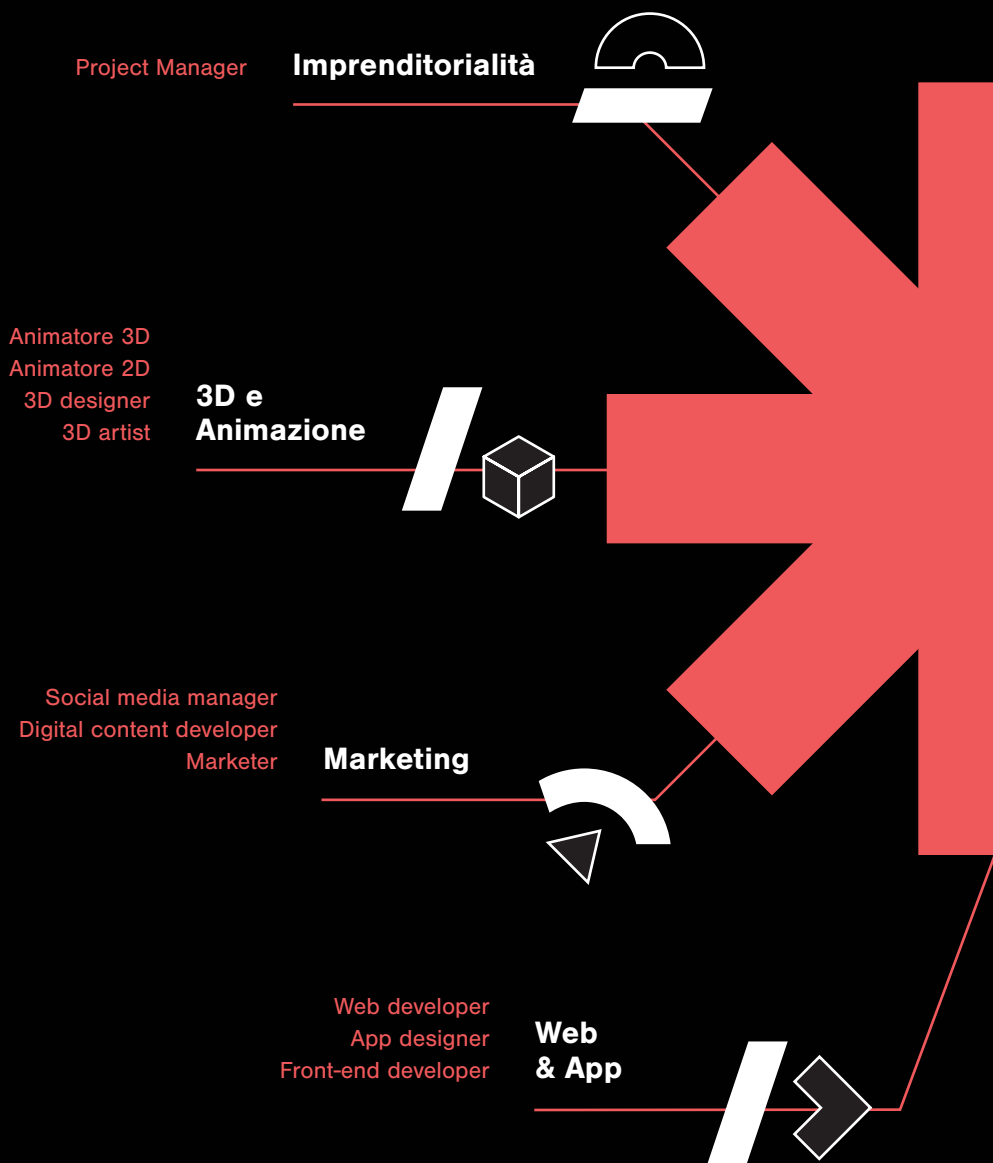 Project Manager
Imprenditorialità
Animatore 3D
Animatore 2D
3D designer
3D artist
3D e
Animazione
Social media manager
Digital content developer
Marketer
Marketing
Web developer
App designer
Front-end developer
Web
& App